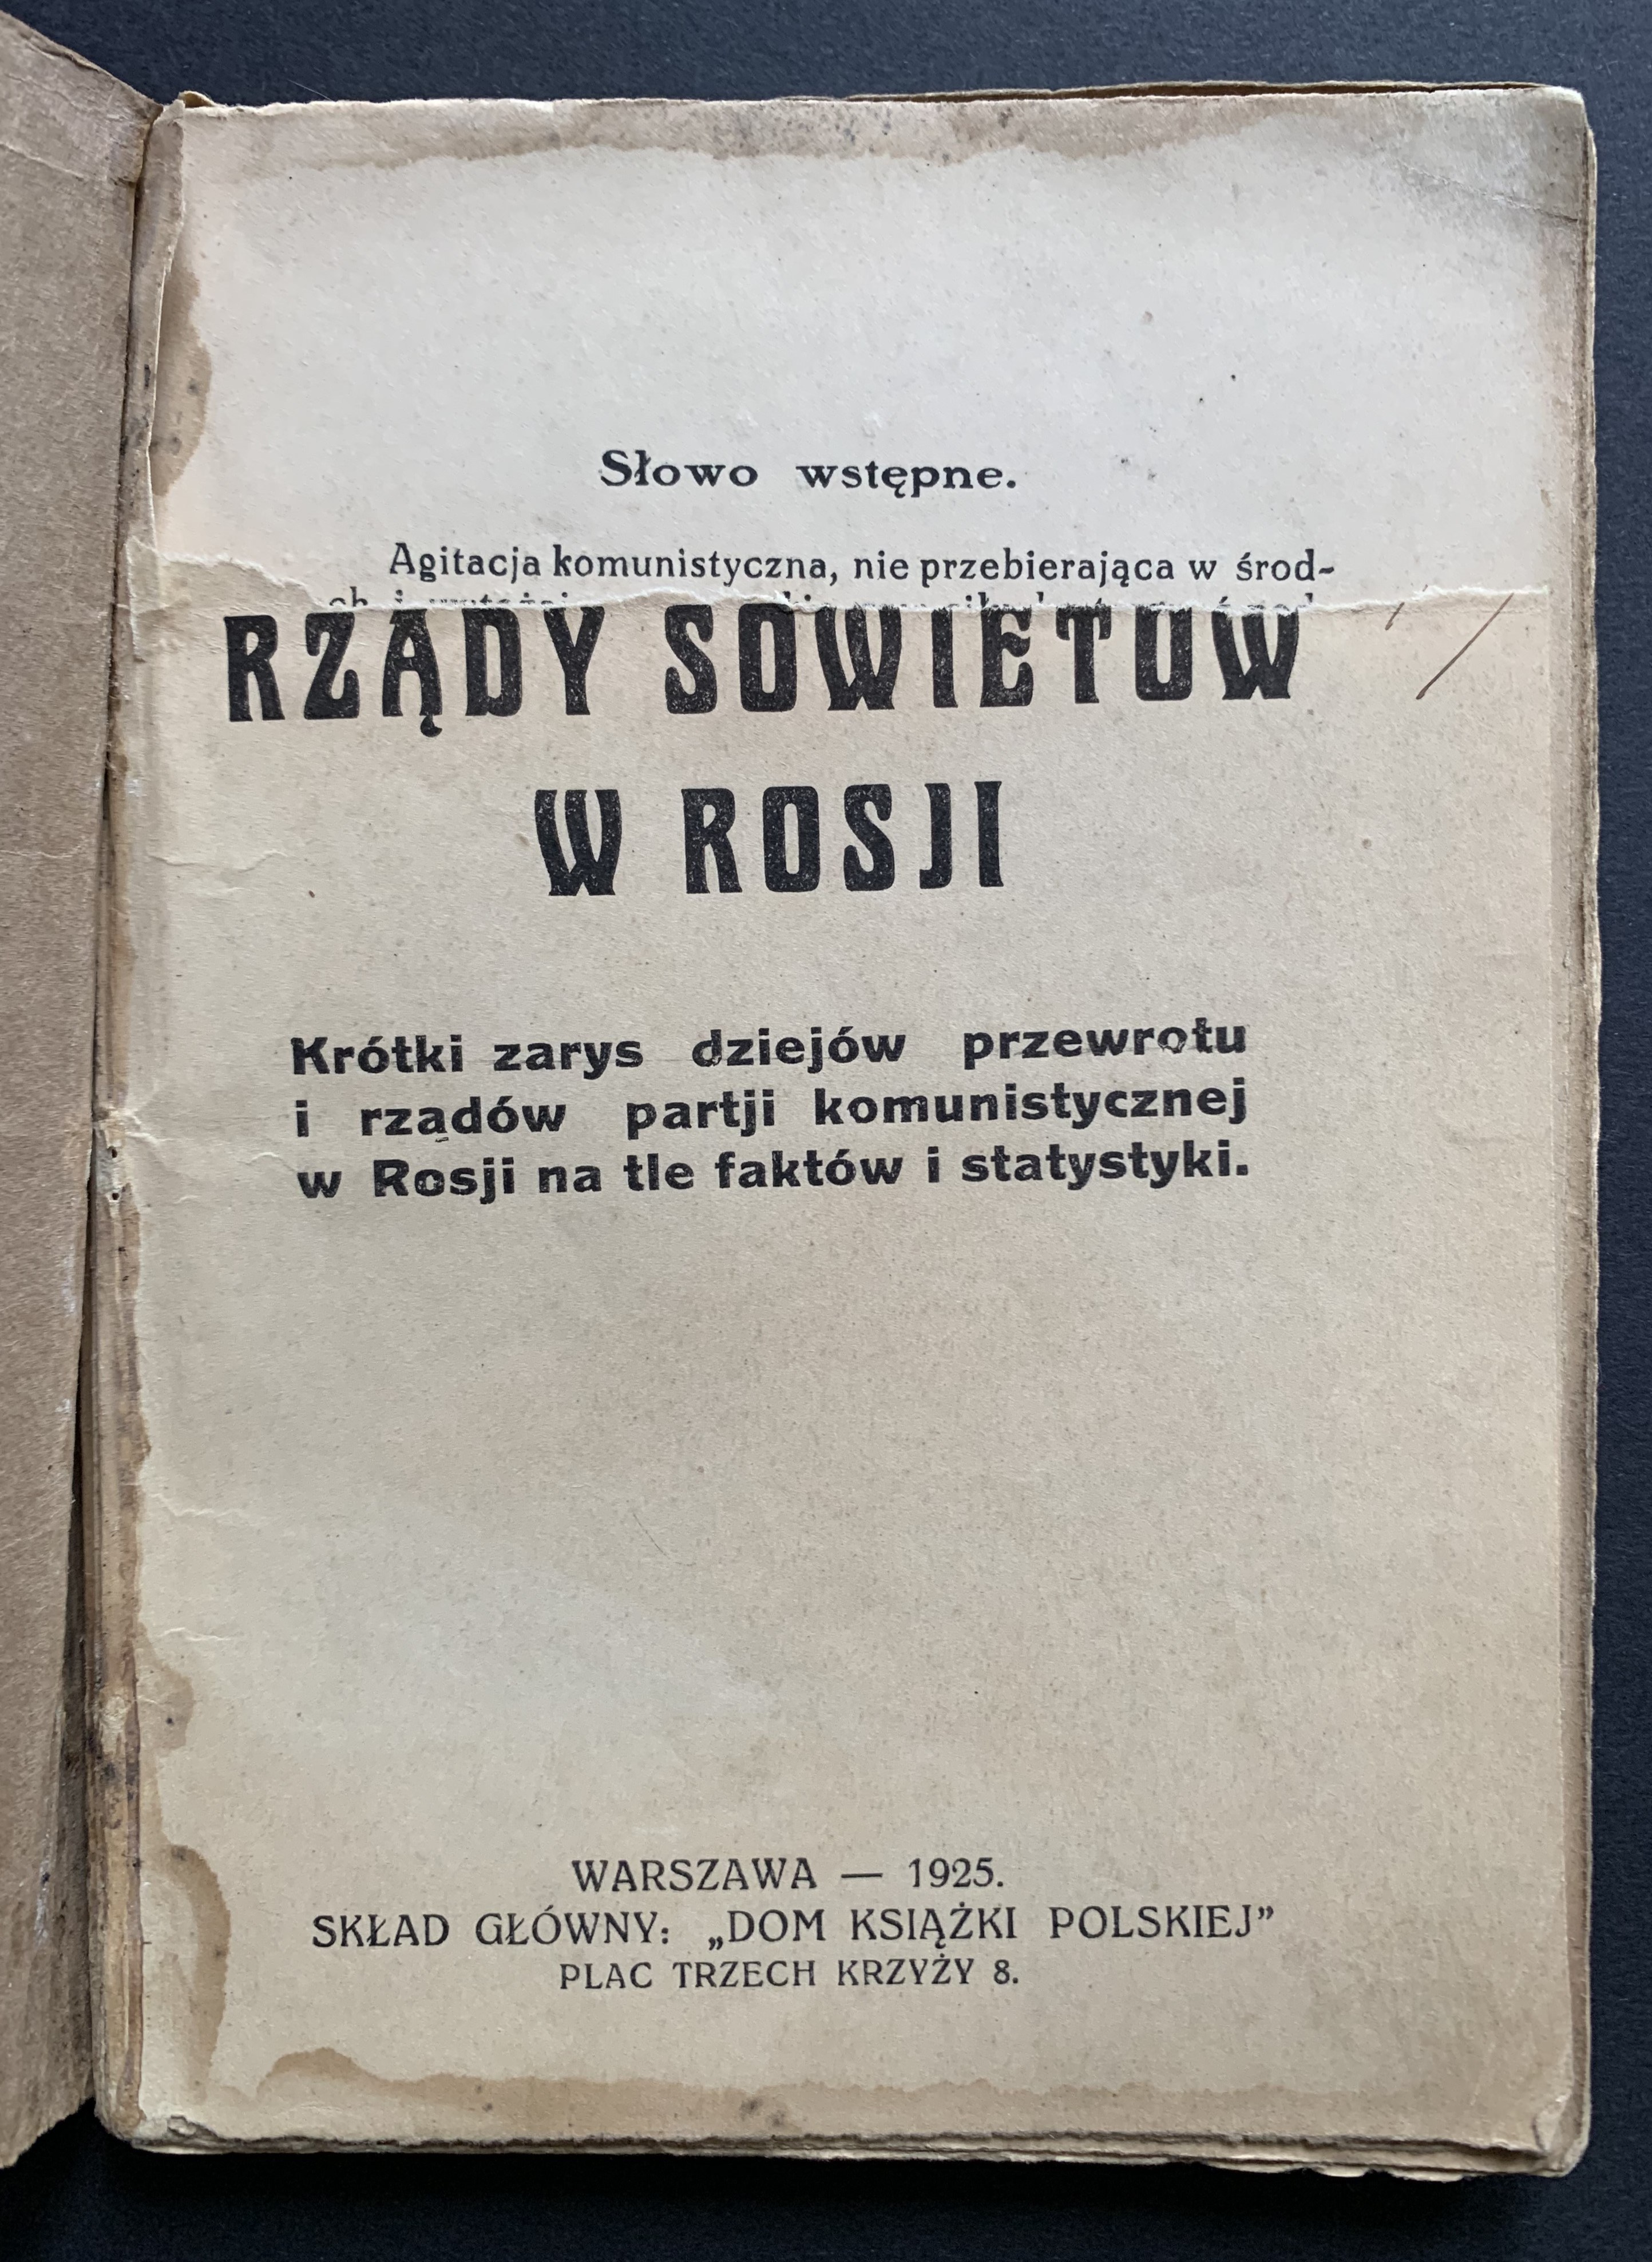 Słowo wstępne.
Agitacja komunistyczna, nie przebierająca w środ-
RZĄDY SOWIETÓW
W ROSJI
Krótki zarys dziejów przewrotu
i rządów partji komunistycznej
w Rosji na tle faktów i statystyki.
WARSZAWA — 1925.
SKŁAD GŁÓWNY: „DOM KSIĄŻKI POLSKIEJ”
PLAC TRZECH KRZYŻY 8.